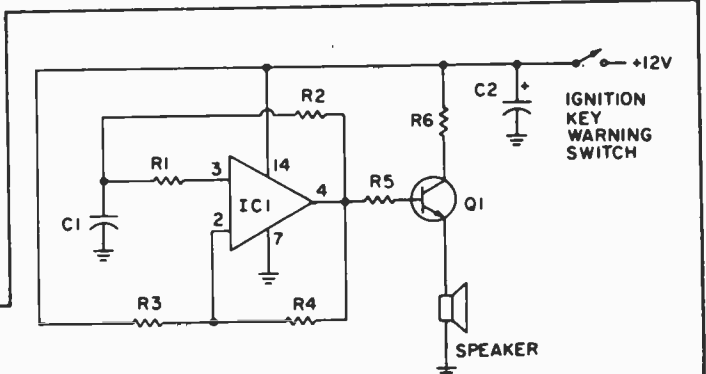 R2
C2
+
+12V
R6
IGNITION
KEY
WARNING
SWITCH
R1
3
14
IC1
4
R5
Q1
C1
2
7
R3
R4
SPEAKER